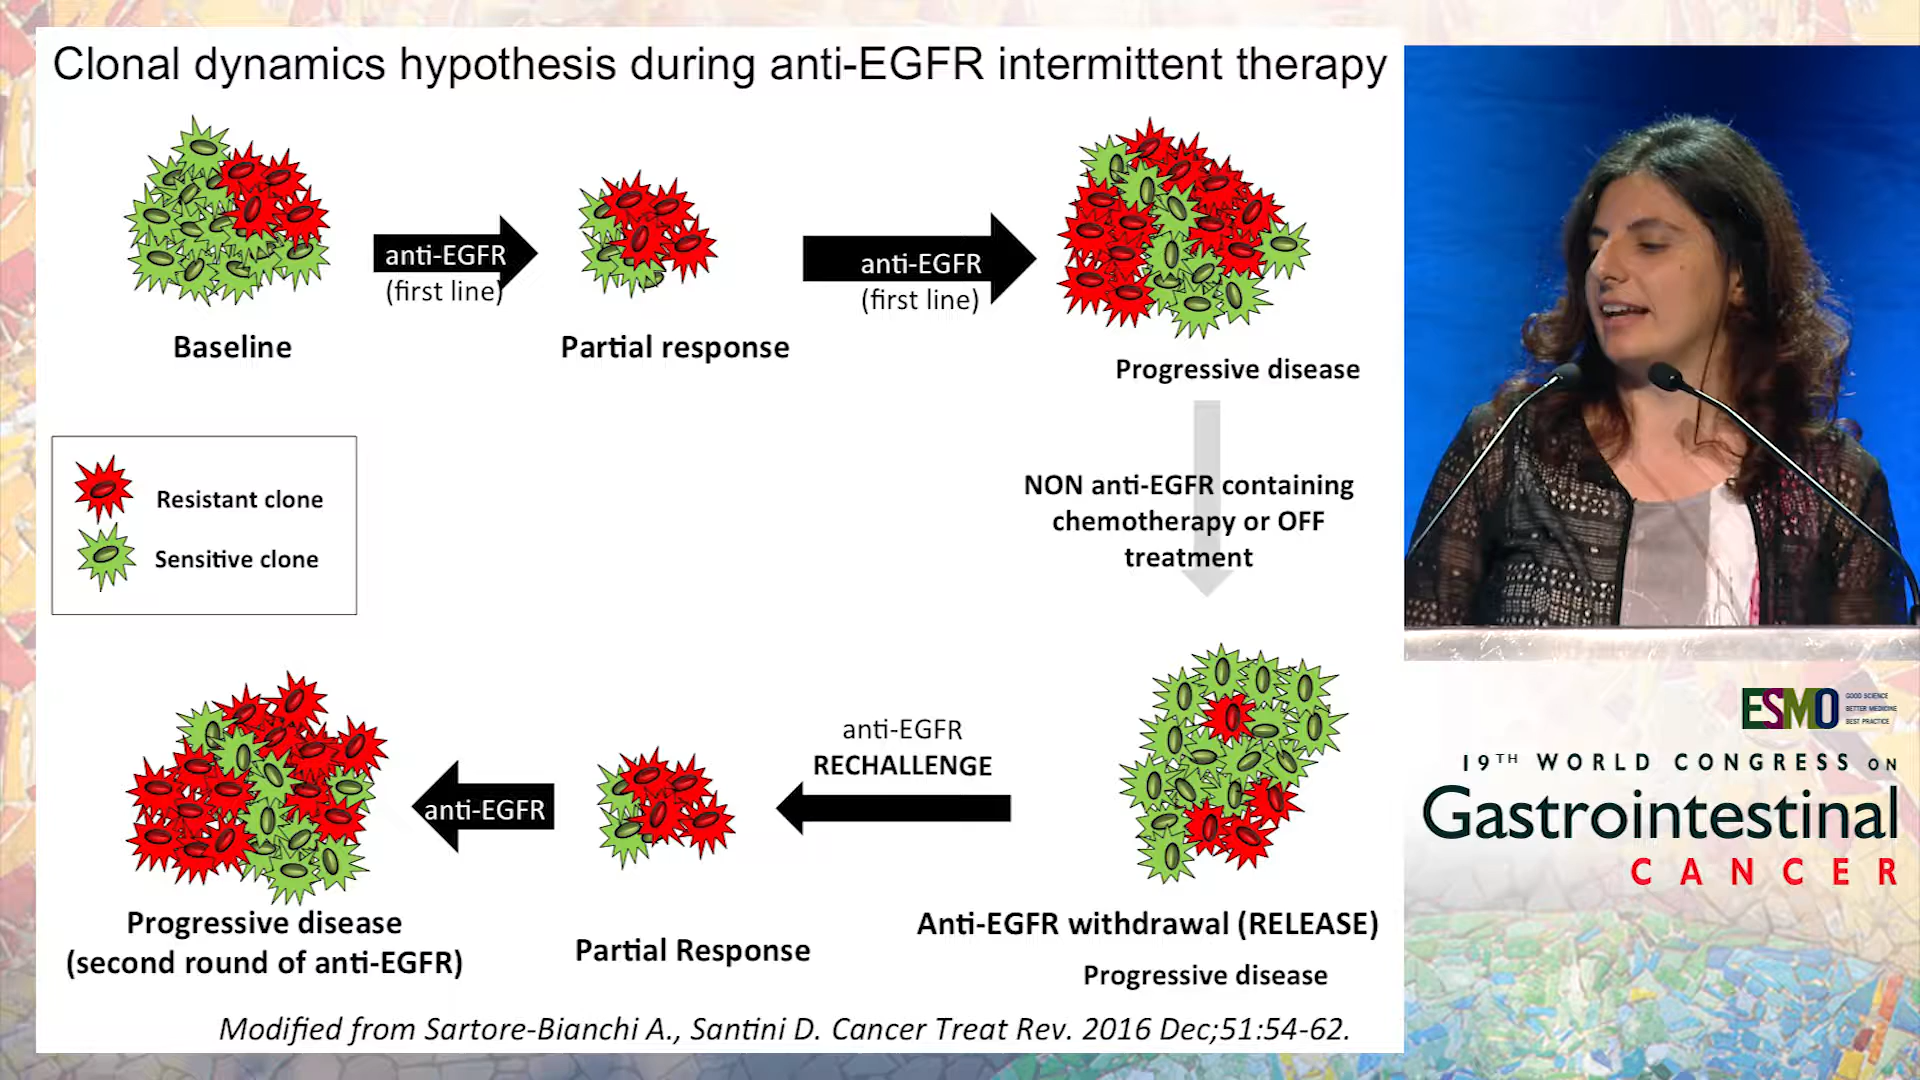 Clonal dynamics hypothesis during anti-EGFR intermittent therapy
anti-EGFR
(first line)
anti-EGFR
(first line)
Baseline
Partial response
Progressive disease
Resistant clone
Sensitive clone
NON anti-EGFR containing
chemotherapy or OFF
treatment
anti-EGFR
RECHALLENGE
anti-EGFR
Progressive disease
(second round of anti-EGFR)
Partial Response
Anti-EGFR withdrawal (RELEASE)
Progressive disease
Modified from Sartore-Bianchi A., Santini D. Cancer Treat Rev. 2016 Dec;51:54-62.
ESMO
GOOD SCIENCE
BETTER MEDICINE
BEST PRACTICE
19TH WORLD CONGRESS ON
Gastrointestinal
CANCER